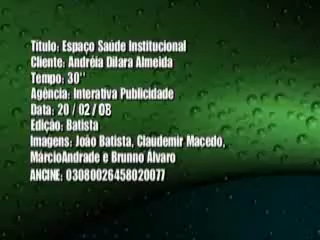 Título: Espaço Saúde Institucional
Cliente: Andréia Dilara Almeida
Tempo: 30"
Agência: Interativa Publicidade
Data: 20 / 02 / 08
Edição: Batista
Imagens: João Batista, Claudemir Macedo,
MárcioAndrade e Brunno Álvaro
ANCINE: 03080026458020077